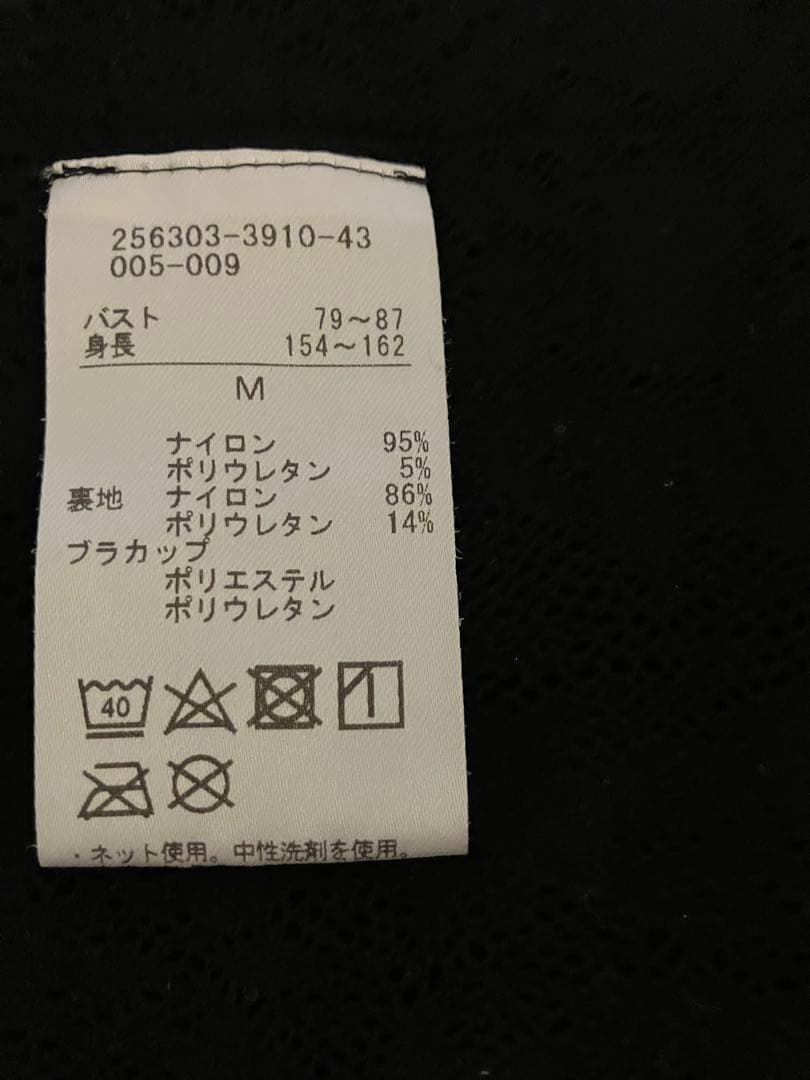 256303-3910-43
005-009
バスト 79～87
身長 154～162
M
ナイロン 95%
ポリウレタン 5%
裏地 ナイロン 86%
ポリウレタン 14%
ブラカップ
ポリエステル
ポリウレタン
40
・ネット使用。中性洗剤を使用。